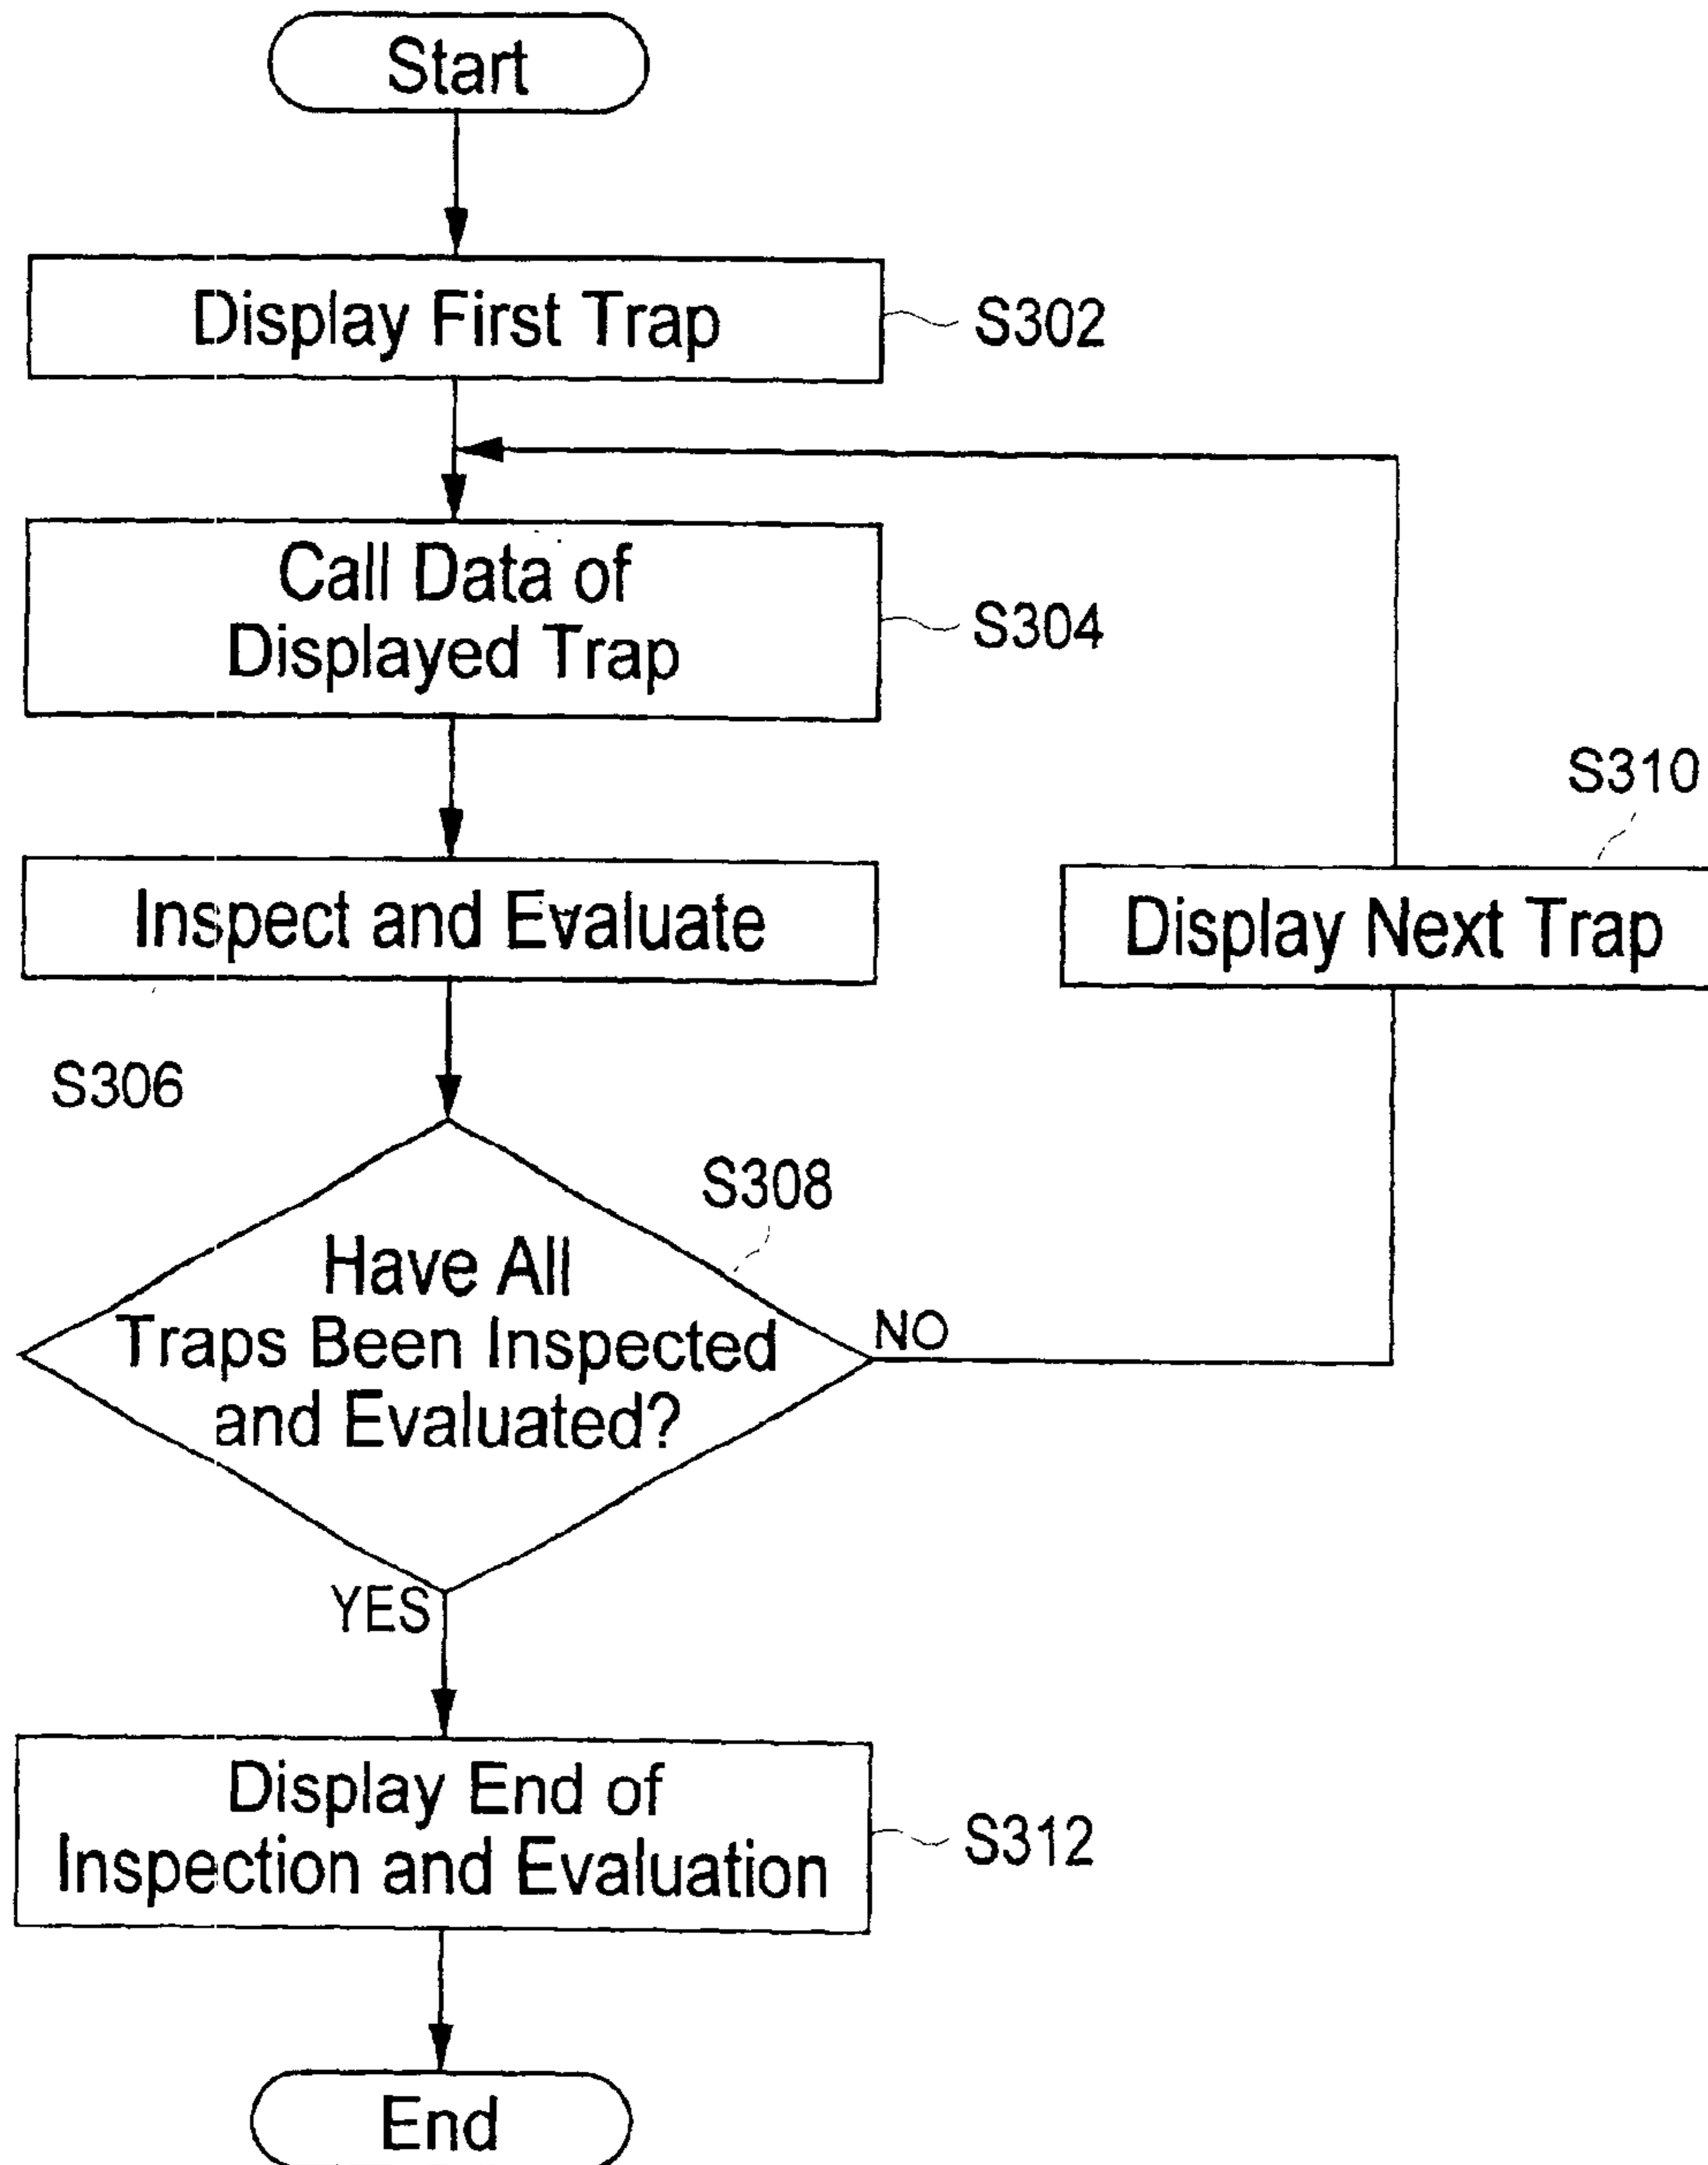 Start
Display First Trap
S302
Call Data of
Displayed Trap
S304
S310
Inspect and Evaluate
Display Next Trap
S306
S308
Have All
Traps Been Inspected
and Evaluated?
NO
YES
Display End of
Inspection and Evaluation
S312
End